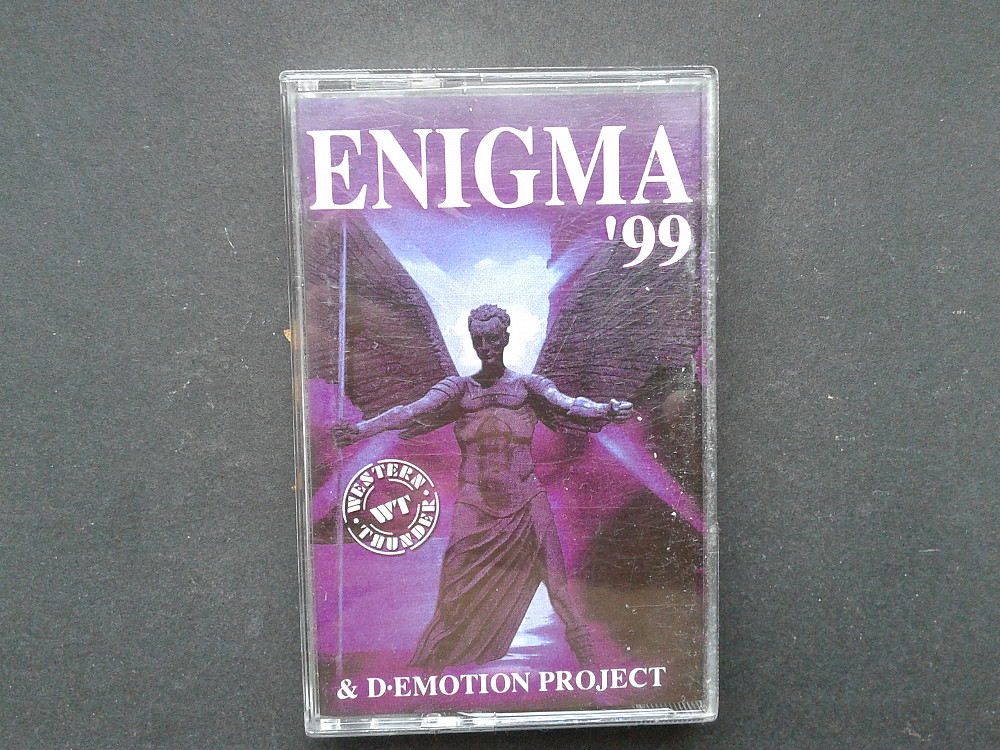 ENIGMA
'99
WESTERN
WT
THUNDER
& D·EMOTION PROJECT